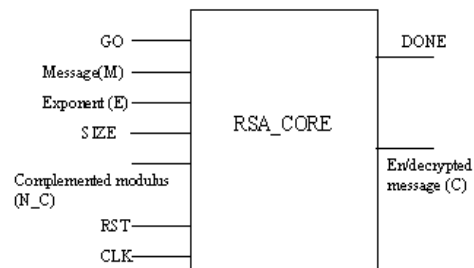 GO
Message(M)
Exponent (E)
SIZE
Complemented modulus
(N_C)
RST
CLK
RSA_CORE
DONE
En/decrypted
message (C)